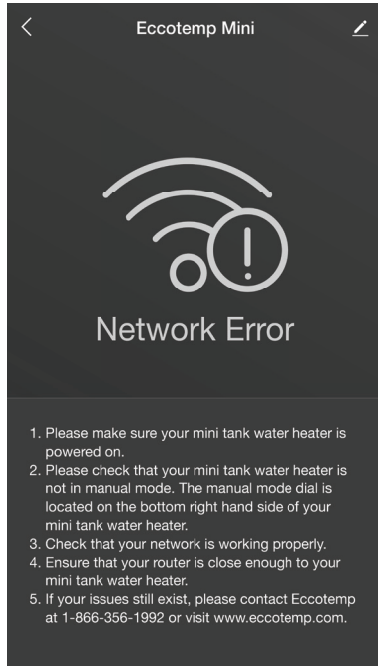 Eccotemp Mini
Network Error
1. Please make sure your mini tank water heater is
powered on.
2. Please check that your mini tank water heater is
not in manual mode. The manual mode dial is
located on the bottom right hand side of your
mini tank water heater.
3. Check that your network is working properly.
4. Ensure that your router is close enough to your
mini tank water heater.
5. If your issues still exist, please contact Eccotemp
at 1-866-356-1992 or visit www.eccotemp.com.